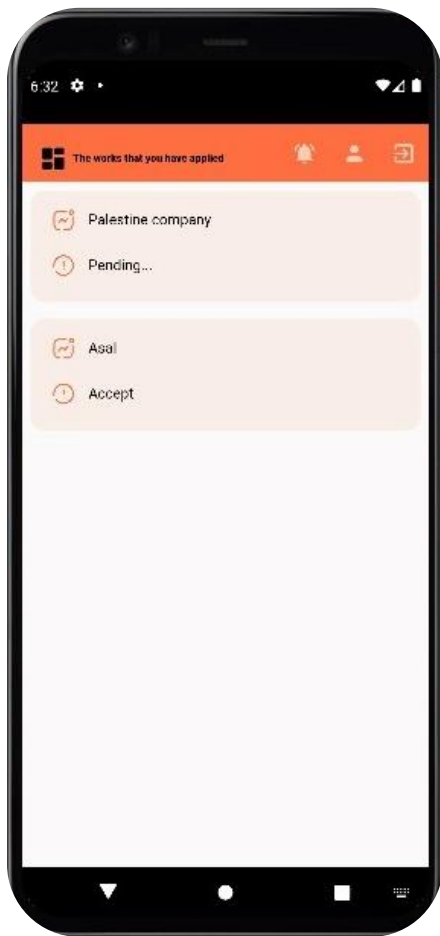 6:32
The works that you have applied
Palestine company
Pending...
Asal
Accept